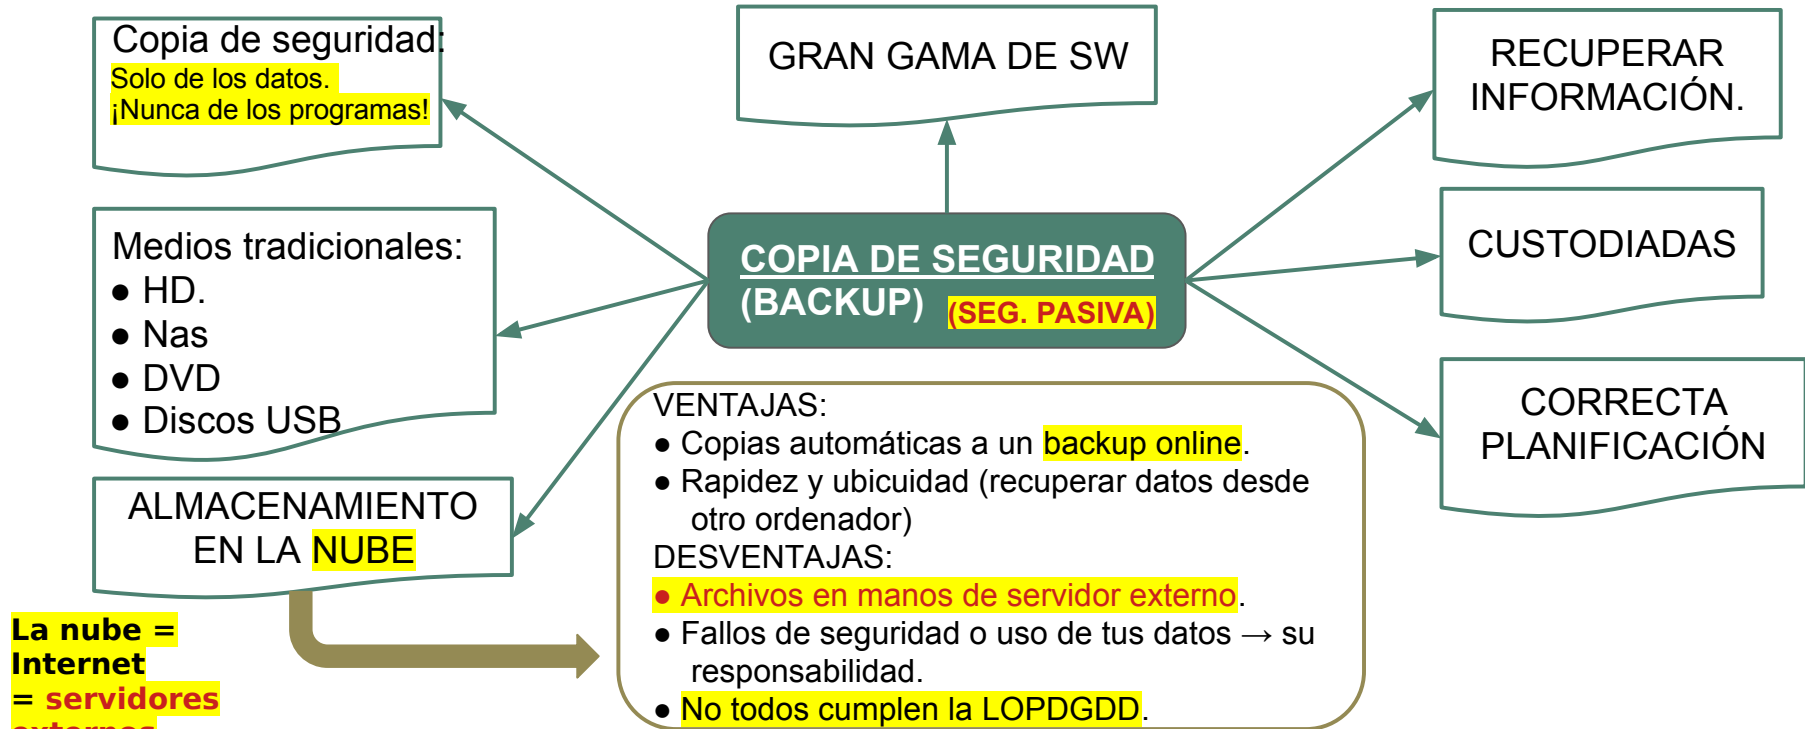 Copia de seguridad:
Solo de los datos.
¡Nunca de los programas!
GRAN GAMA DE SW
RECUPERAR
INFORMACIÓN.
Medios tradicionales:
● HD.
● Nas
● DVD
● Discos USB
COPIA DE SEGURIDAD
(BACKUP) (SEG. PASIVA)
CUSTODIADAS
CORRECTA
PLANIFICACIÓN
ALMACENAMIENTO
EN LA NUBE
VENTAJAS:
● Copias automáticas a un backup online.
● Rapidez y ubicuidad (recuperar datos desde
otro ordenador)
DESVENTAJAS:
● Archivos en manos de servidor externo.
● Fallos de seguridad o uso de tus datos → su
responsabilidad.
● No todos cumplen la LOPDGDD.
La nube =
Internet
= servidores
externos